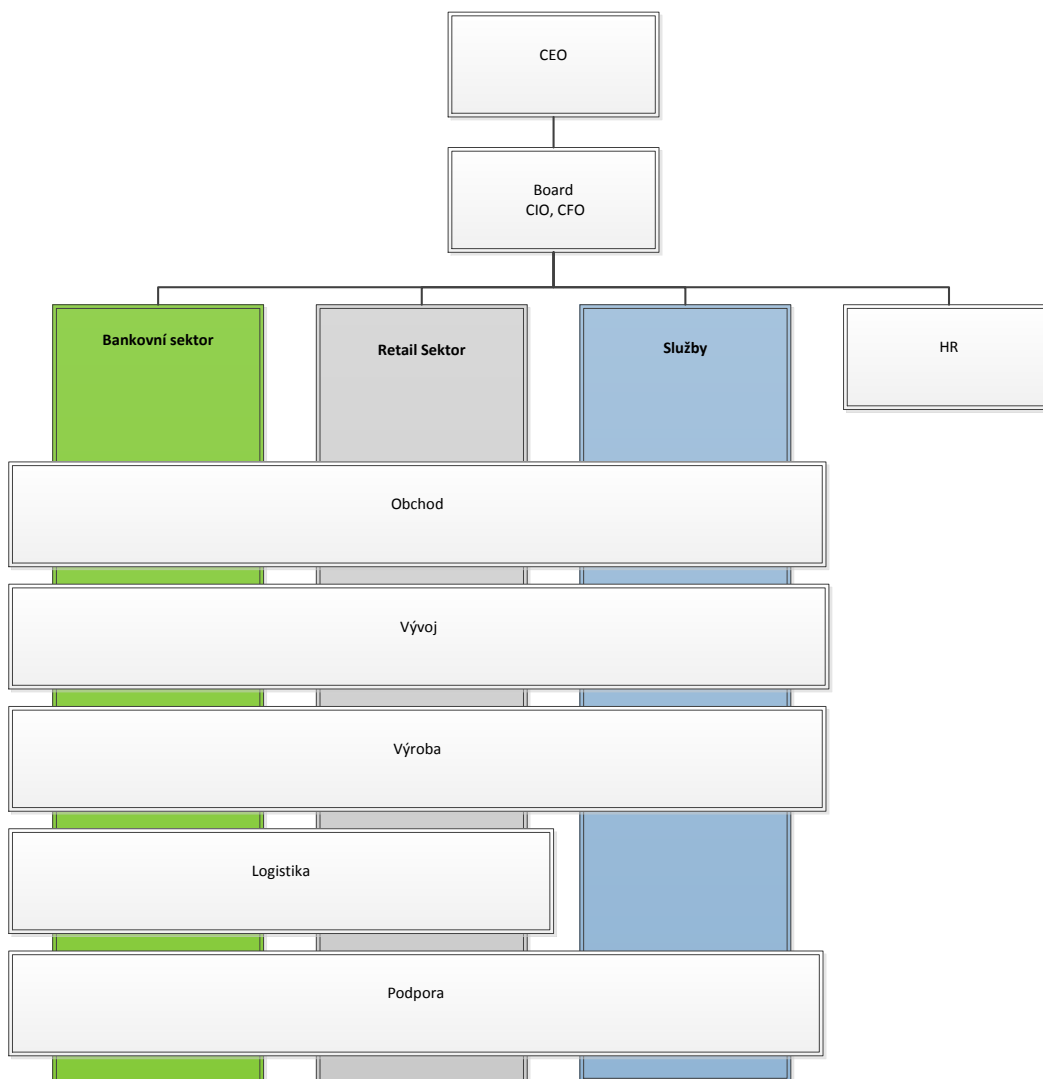 CEO
Board
CIO, CFO
Bankovní sektor
Retail Sektor
Služby
HR
Obchod
Vývoj
Výroba
Logistika
Podpora